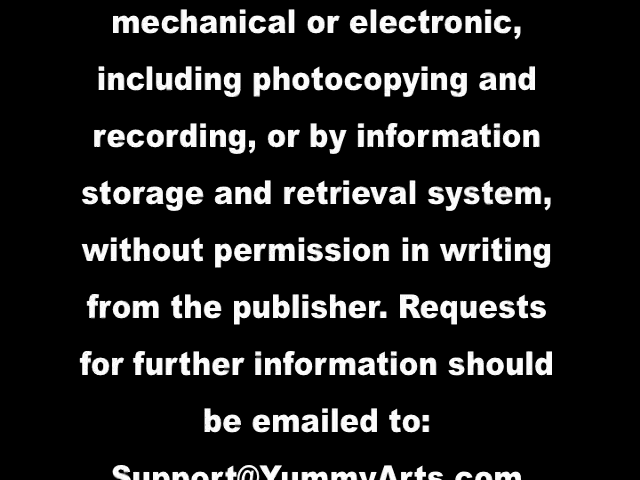 mechanical or electronic,
including photocopying and
recording, or by information
storage and retrieval system,
without permission in writing
from the publisher. Requests
for further information should
be emailed to:
Support@YummyArts.com